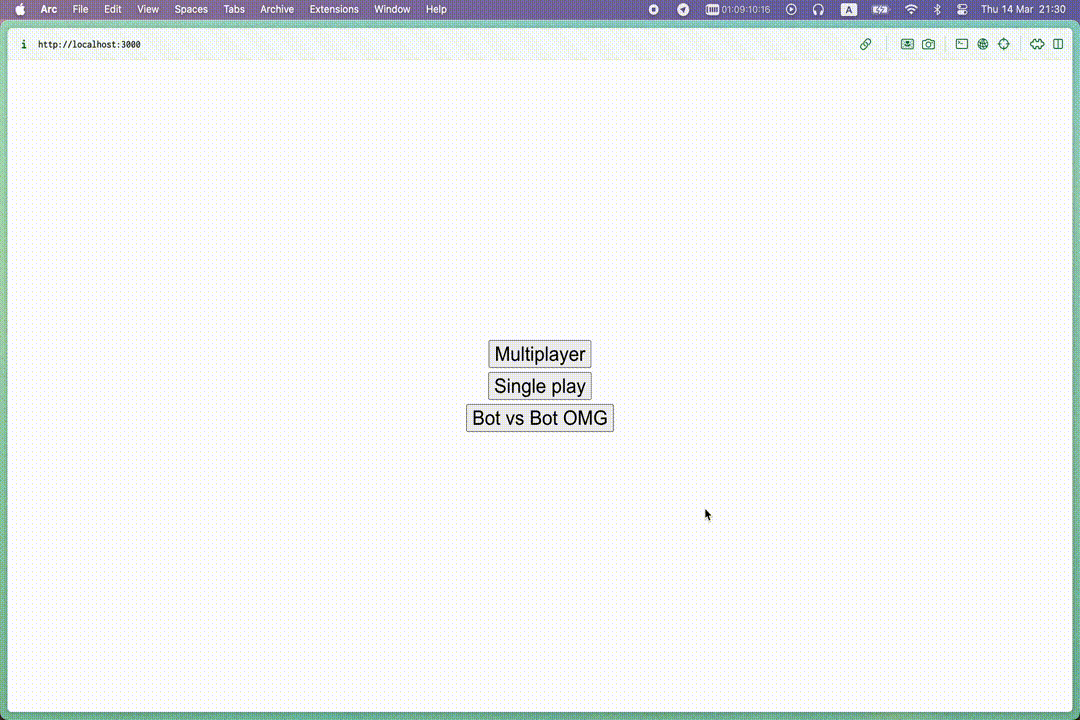 Arc File Edit View Spaces Tabs Archive Extensions Window Help 01:09:10:16 A Thu 14 Mar 21:30
i http://localhost:3000
Multiplayer
Single play
Bot vs Bot OMG